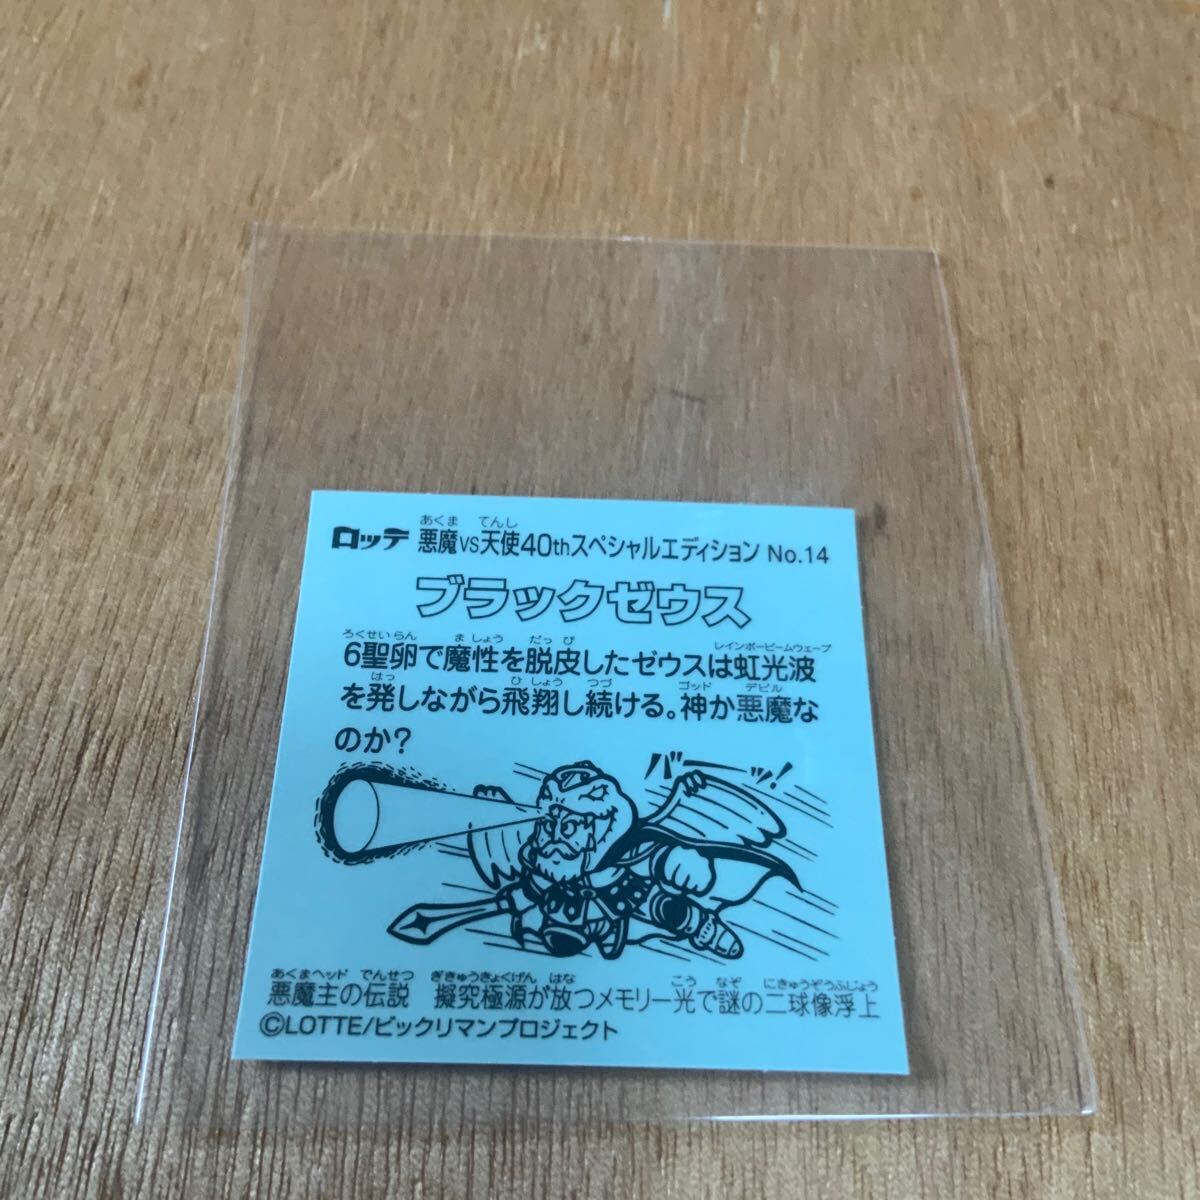 ロッテ 悪魔VS天使40thスペシャルエディション No.14
あくま てんし
ブラックゼウス
ろくせいらん ましょう だっぴ レインボービームウェーブ
6聖卵で魔性を脱皮したゼウスは虹光波
はっ ひしょう つづ ゴッド デビル
を発しながら飛翔し続ける。神か悪魔な
のか?
バーッ!
あくまヘッド でんせつ ぎきゅうきょくげん はな こう なぞ にきゅうぞうふじょう
悪魔主の伝説 擬究極源が放つメモリー光で謎の二球像浮上
©LOTTE/ビックリマンプロジェクト